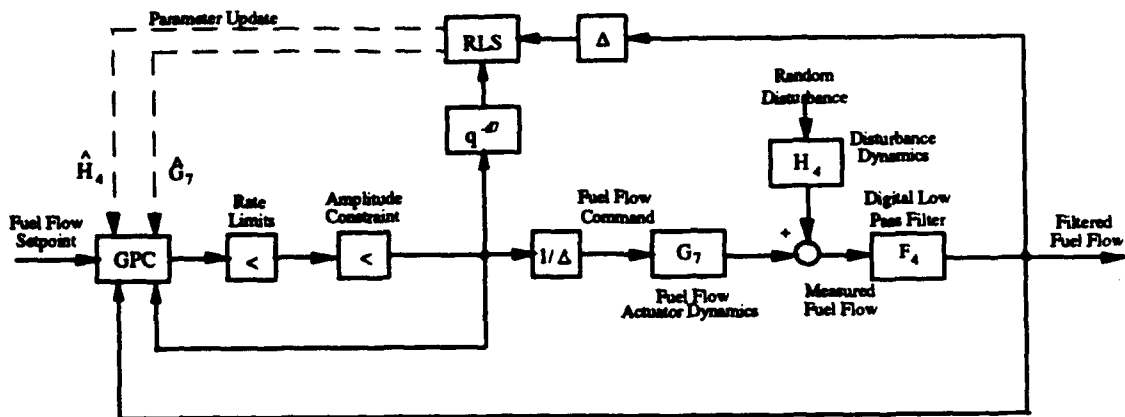 Parameter Update
RLS
Δ
Random
Disturbance
q
H₄
Disturbance
Dynamics
Ĥ₄
Ĝ₇
Fuel Flow
Setpoint
GPC
Rate
Limits
<
Amplitude
Constraint
<
Fuel Flow
Command
1/Δ
G₇
Fuel Flow
Actuator Dynamics
+
Measured
Fuel Flow
Digital Low
Pass Filter
F₄
Filtered
Fuel Flow